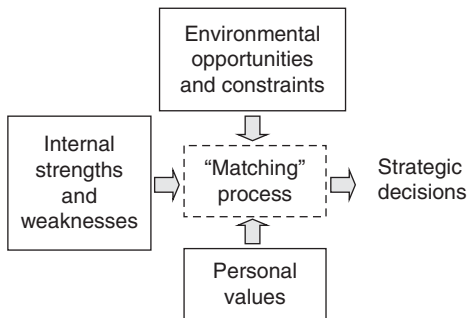 Environmental
opportunities
and constraints
Internal
strengths
and
weaknesses
“Matching”
process
Strategic
decisions
Personal
values